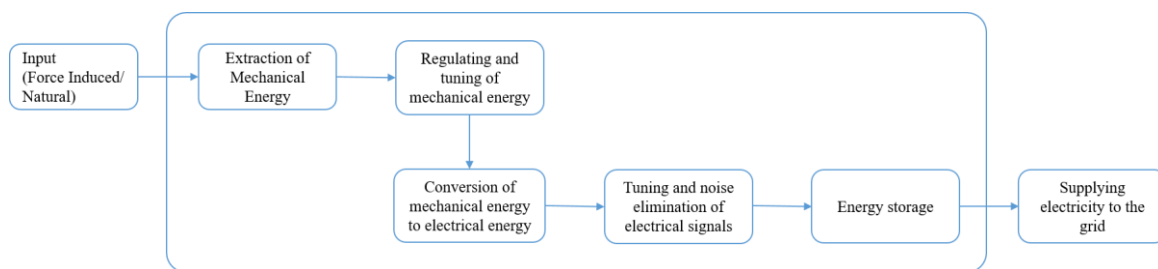 Input
(Force Induced/
Natural)
Extraction of
Mechanical
Energy
Regulating and
tuning of
mechanical energy
Conversion of
mechanical energy
to electrical energy
Tuning and noise
elimination of
electrical signals
Energy storage
Supplying
electricity to the
grid